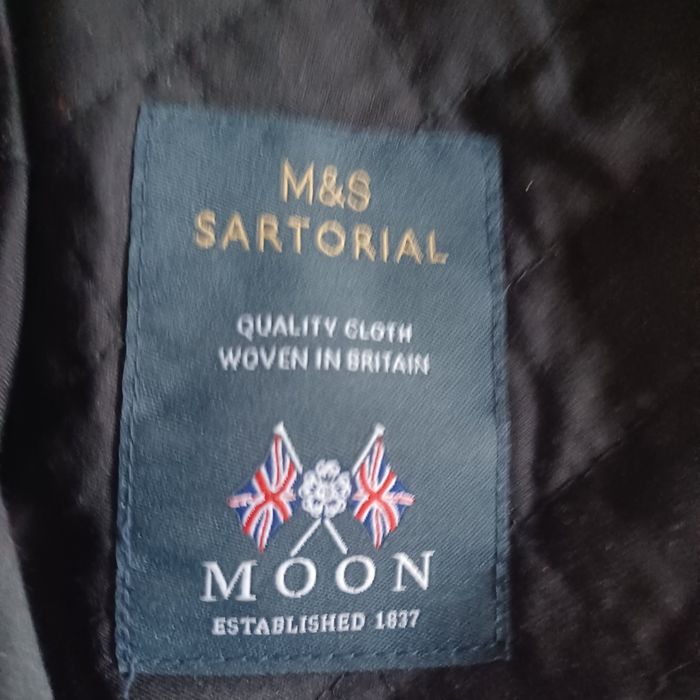 M&S
SARTORIAL
QUALITY CLOTH
WOVEN IN BRITAIN
MOON
ESTABLISHED 1837